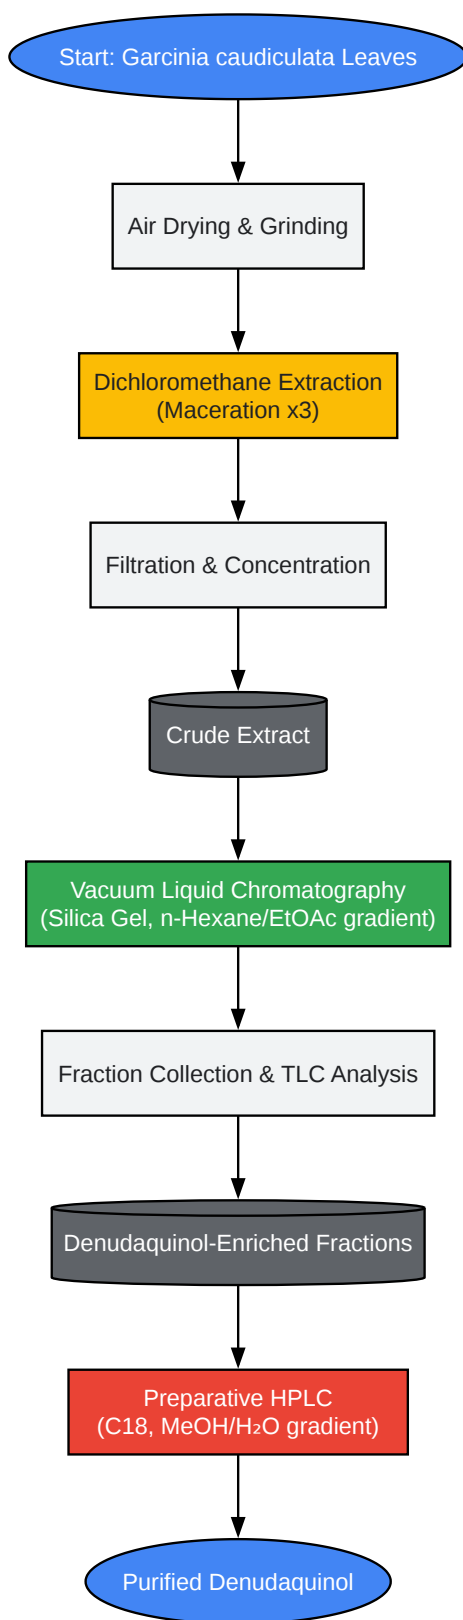 Start: Garcinia caudiculata Leaves
Air Drying & Grinding
Dichloromethane Extraction
(Maceration x3)
Filtration & Concentration
Crude Extract
Vacuum Liquid Chromatography
(Silica Gel, n-Hexane/EtOAc gradient)
Fraction Collection & TLC Analysis
Denudaquinol-Enriched Fractions
Preparative HPLC
(C18, MeOH/H₂O gradient)
Purified Denudaquinol